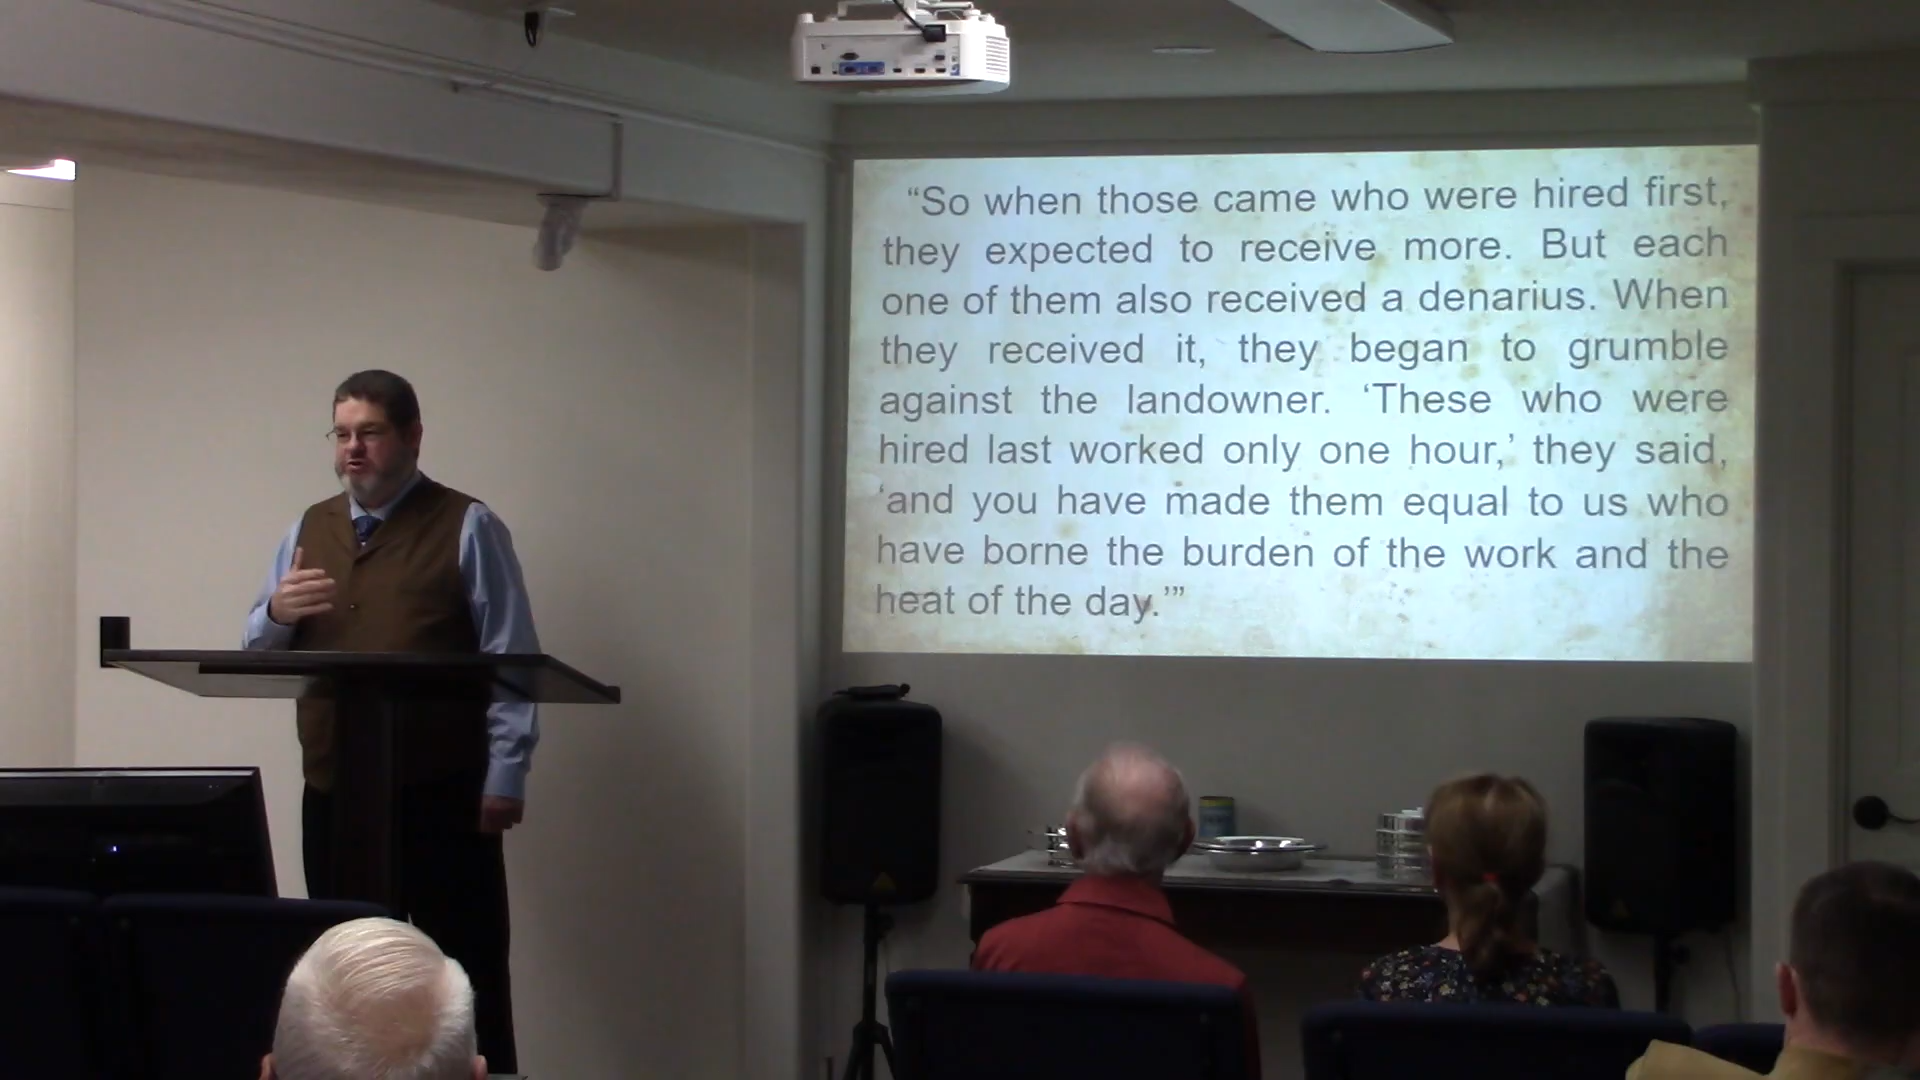 “So when those came who were hired first,
they expected to receive more. But each
one of them also received a denarius. When
they received it, they began to grumble
against the landowner. ‘These who were
hired last worked only one hour,’ they said,
‘and you have made them equal to us who
have borne the burden of the work and the
heat of the day.’”